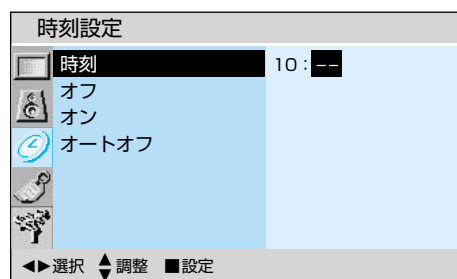 時刻設定
時刻 10：−−
オフ
オン
オートオフ
◀▶選択 ▲▼調整 ■設定